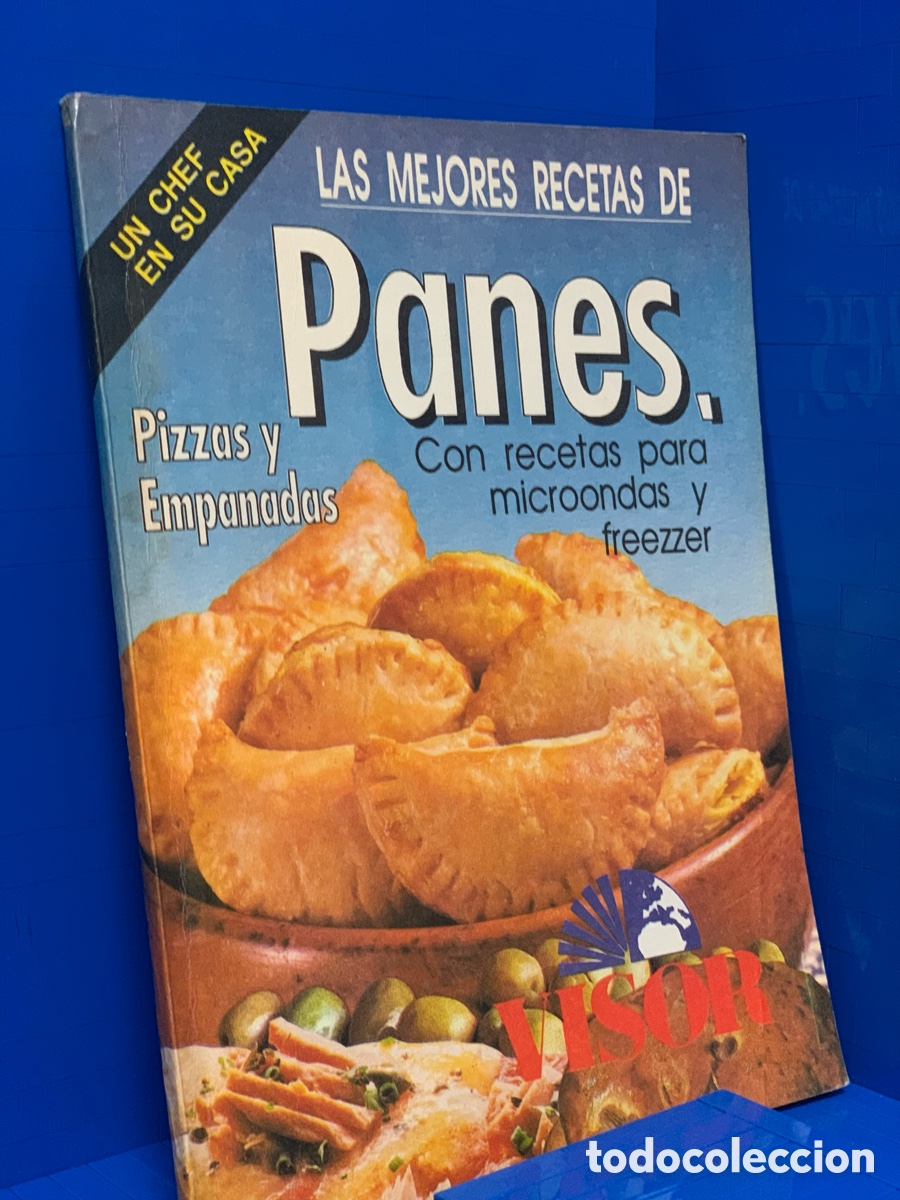 UN CHEF
EN SU CASA
LAS MEJORES RECETAS DE
Panes.
Pizzas y
Empanadas
Con recetas para
microondas y
freezzer
VISOR
todocoleccion